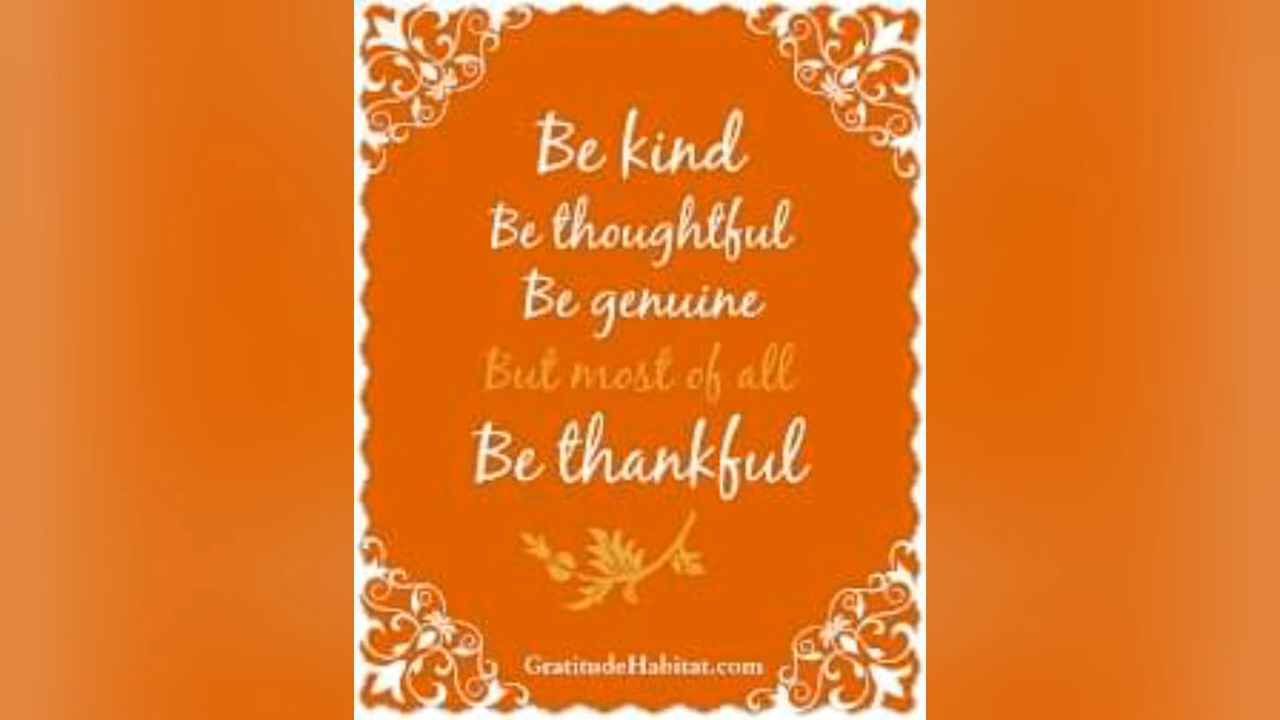 Be kind
Be thoughtful
Be genuine
But most of all
Be thankful
GratitudeHabitat.com